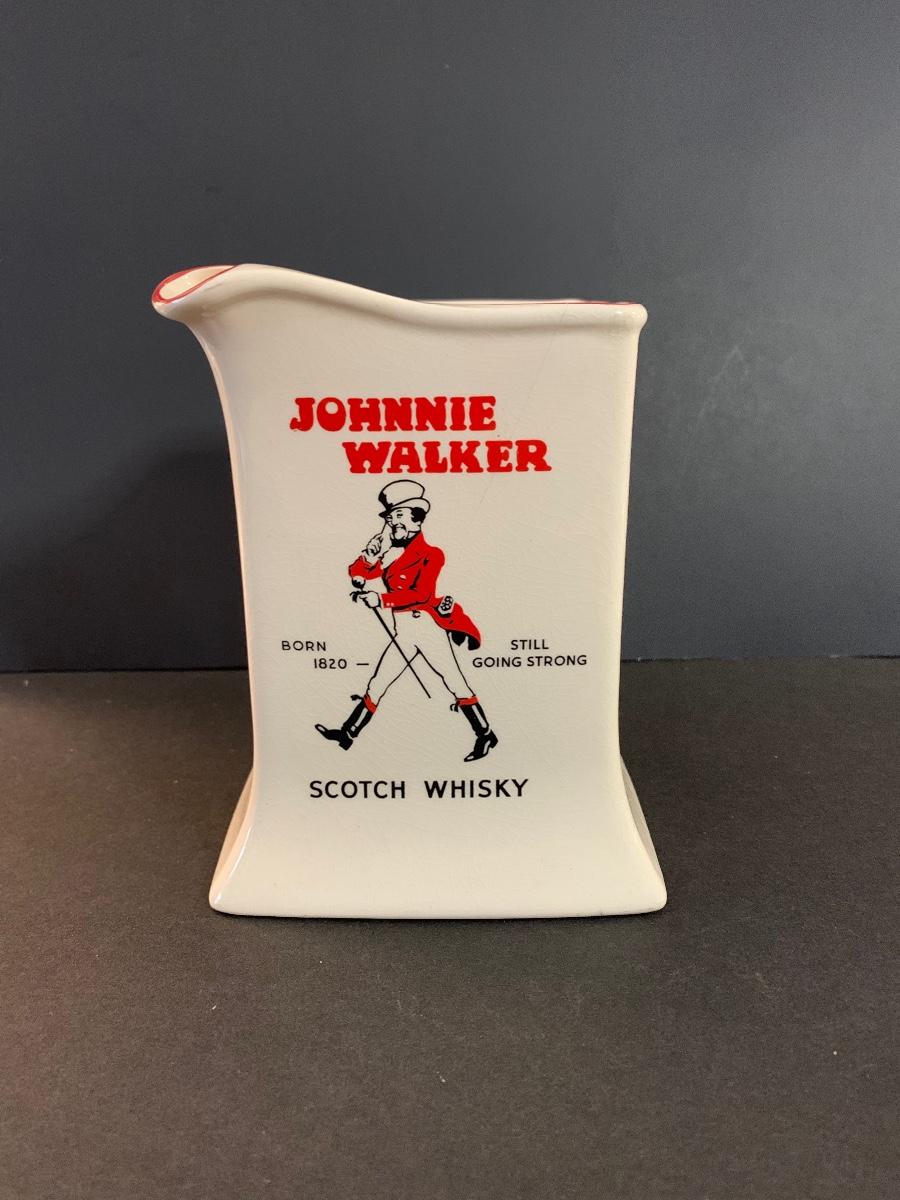 JOHNNIE
WALKER
BORN
1820 –
STILL
GOING STRONG
SCOTCH WHISKY